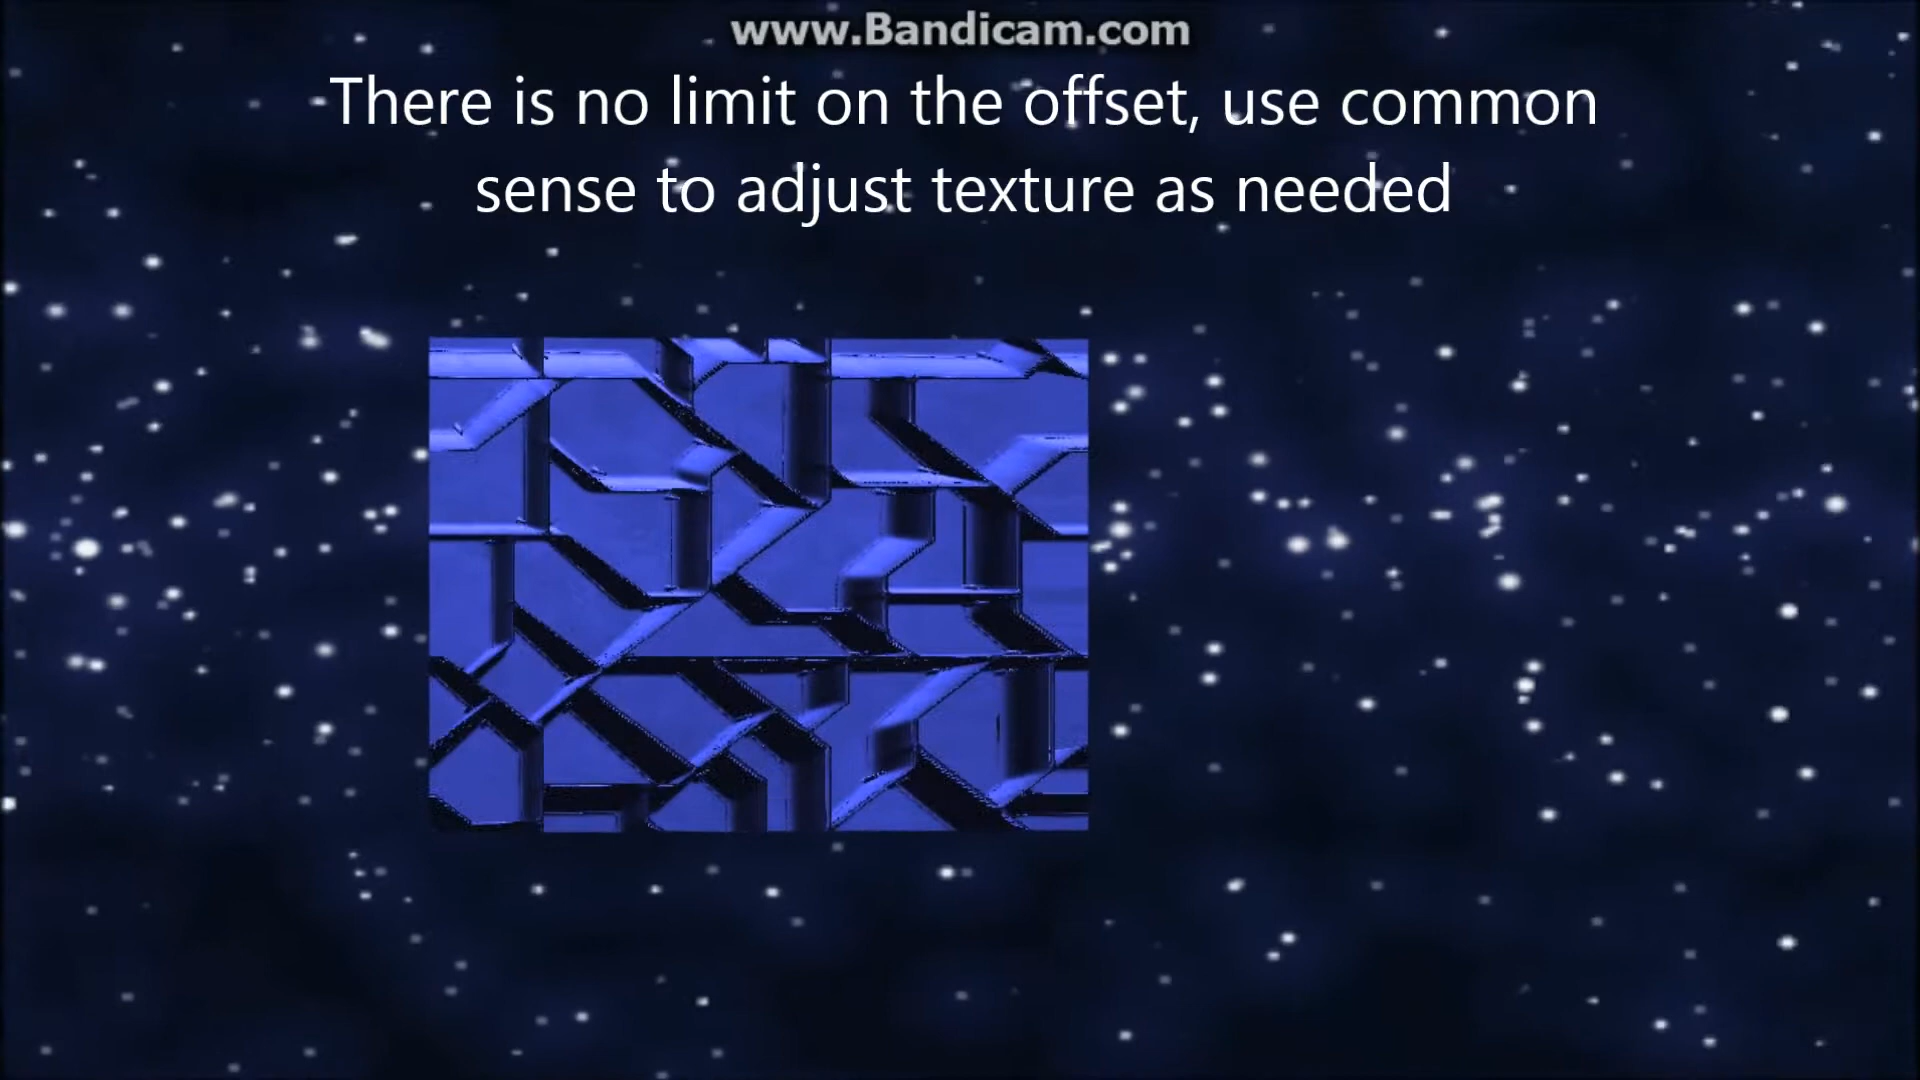 www.Bandicam.com
There is no limit on the offset, use common
sense to adjust texture as needed